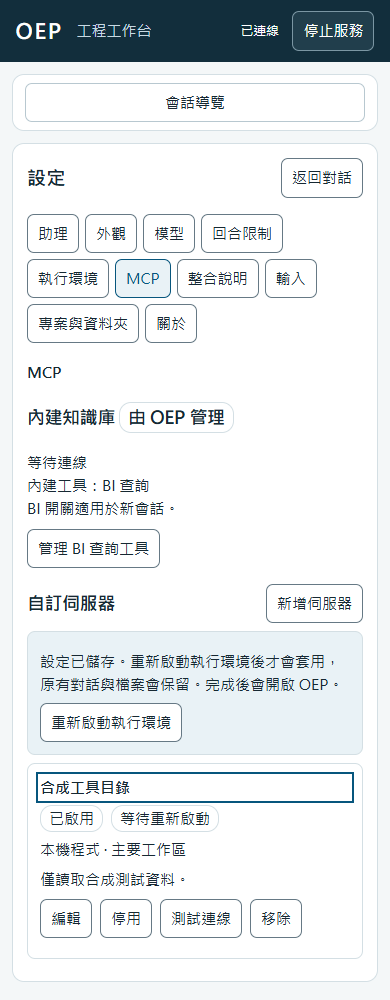 OEP 工程工作台 已連線 停止服務
會話導覽
設定 返回對話
助理 外觀 模型 回合限制
執行環境 MCP 整合說明 輸入
專案與資料夾 關於
MCP
內建知識庫 由 OEP 管理
等待連線
內建工具：BI 查詢
BI 開關適用於新會話。
管理 BI 查詢工具
自訂伺服器 新增伺服器
設定已儲存。重新啟動執行環境後才會套用，
原有對話與檔案會保留。完成後會開啟 OEP。
重新啟動執行環境
合成工具目錄
已啟用 等待重新啟動
本機程式 · 主要工作區
僅讀取合成測試資料。
編輯 停用 測試連線 移除